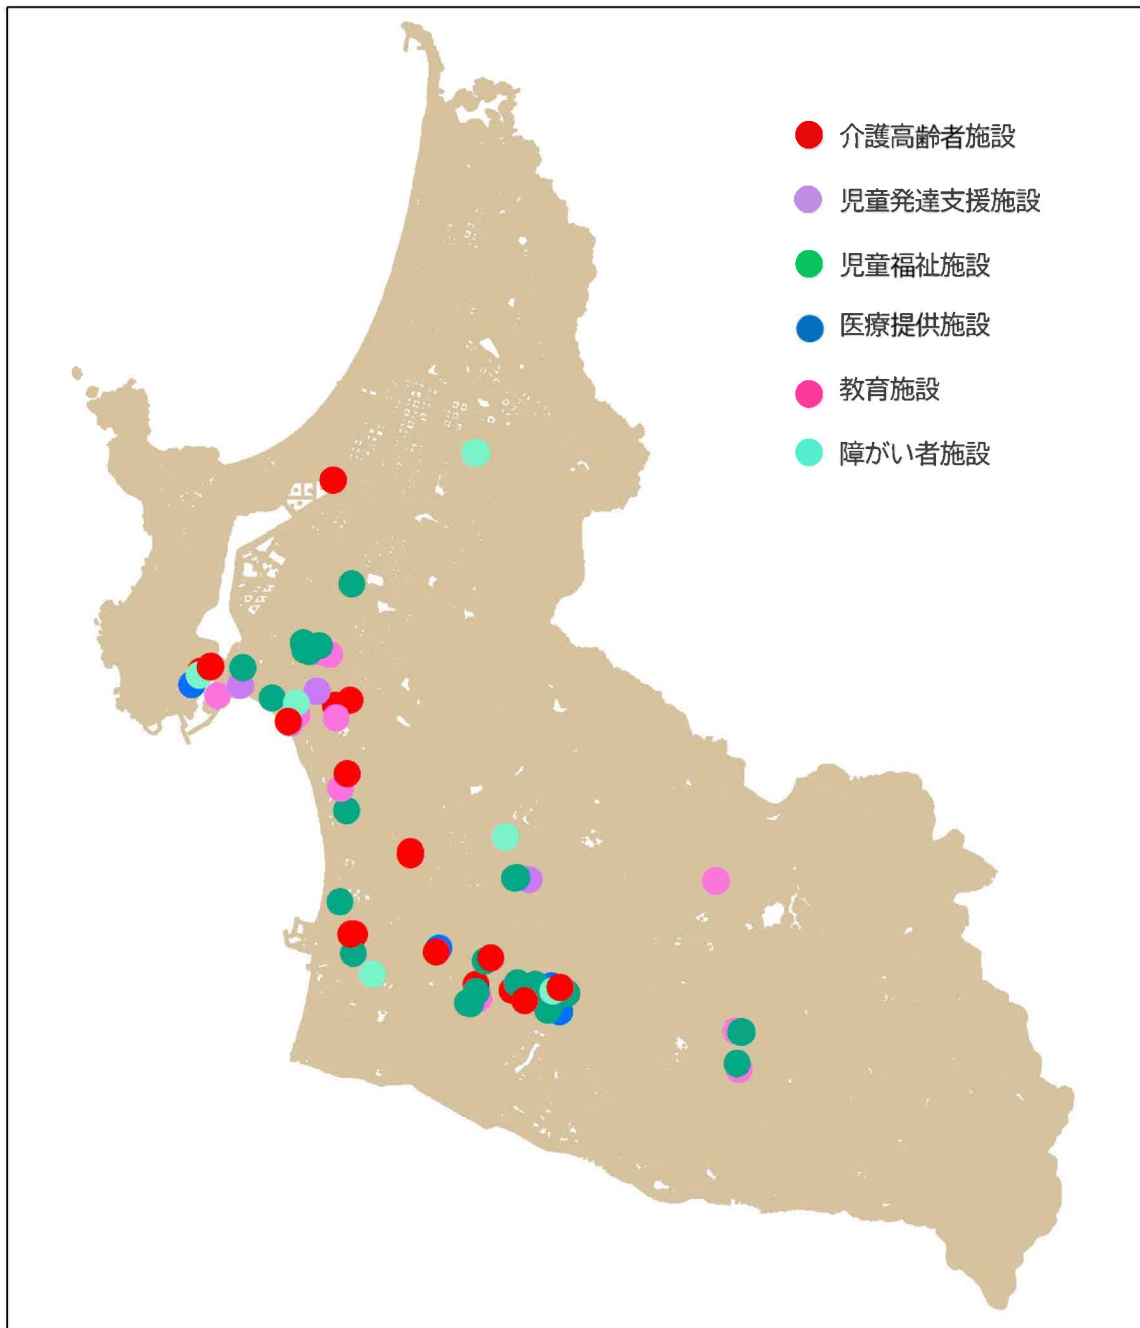 介護高齢者施設
児童発達支援施設
児童福祉施設
医療提供施設
教育施設
障がい者施設